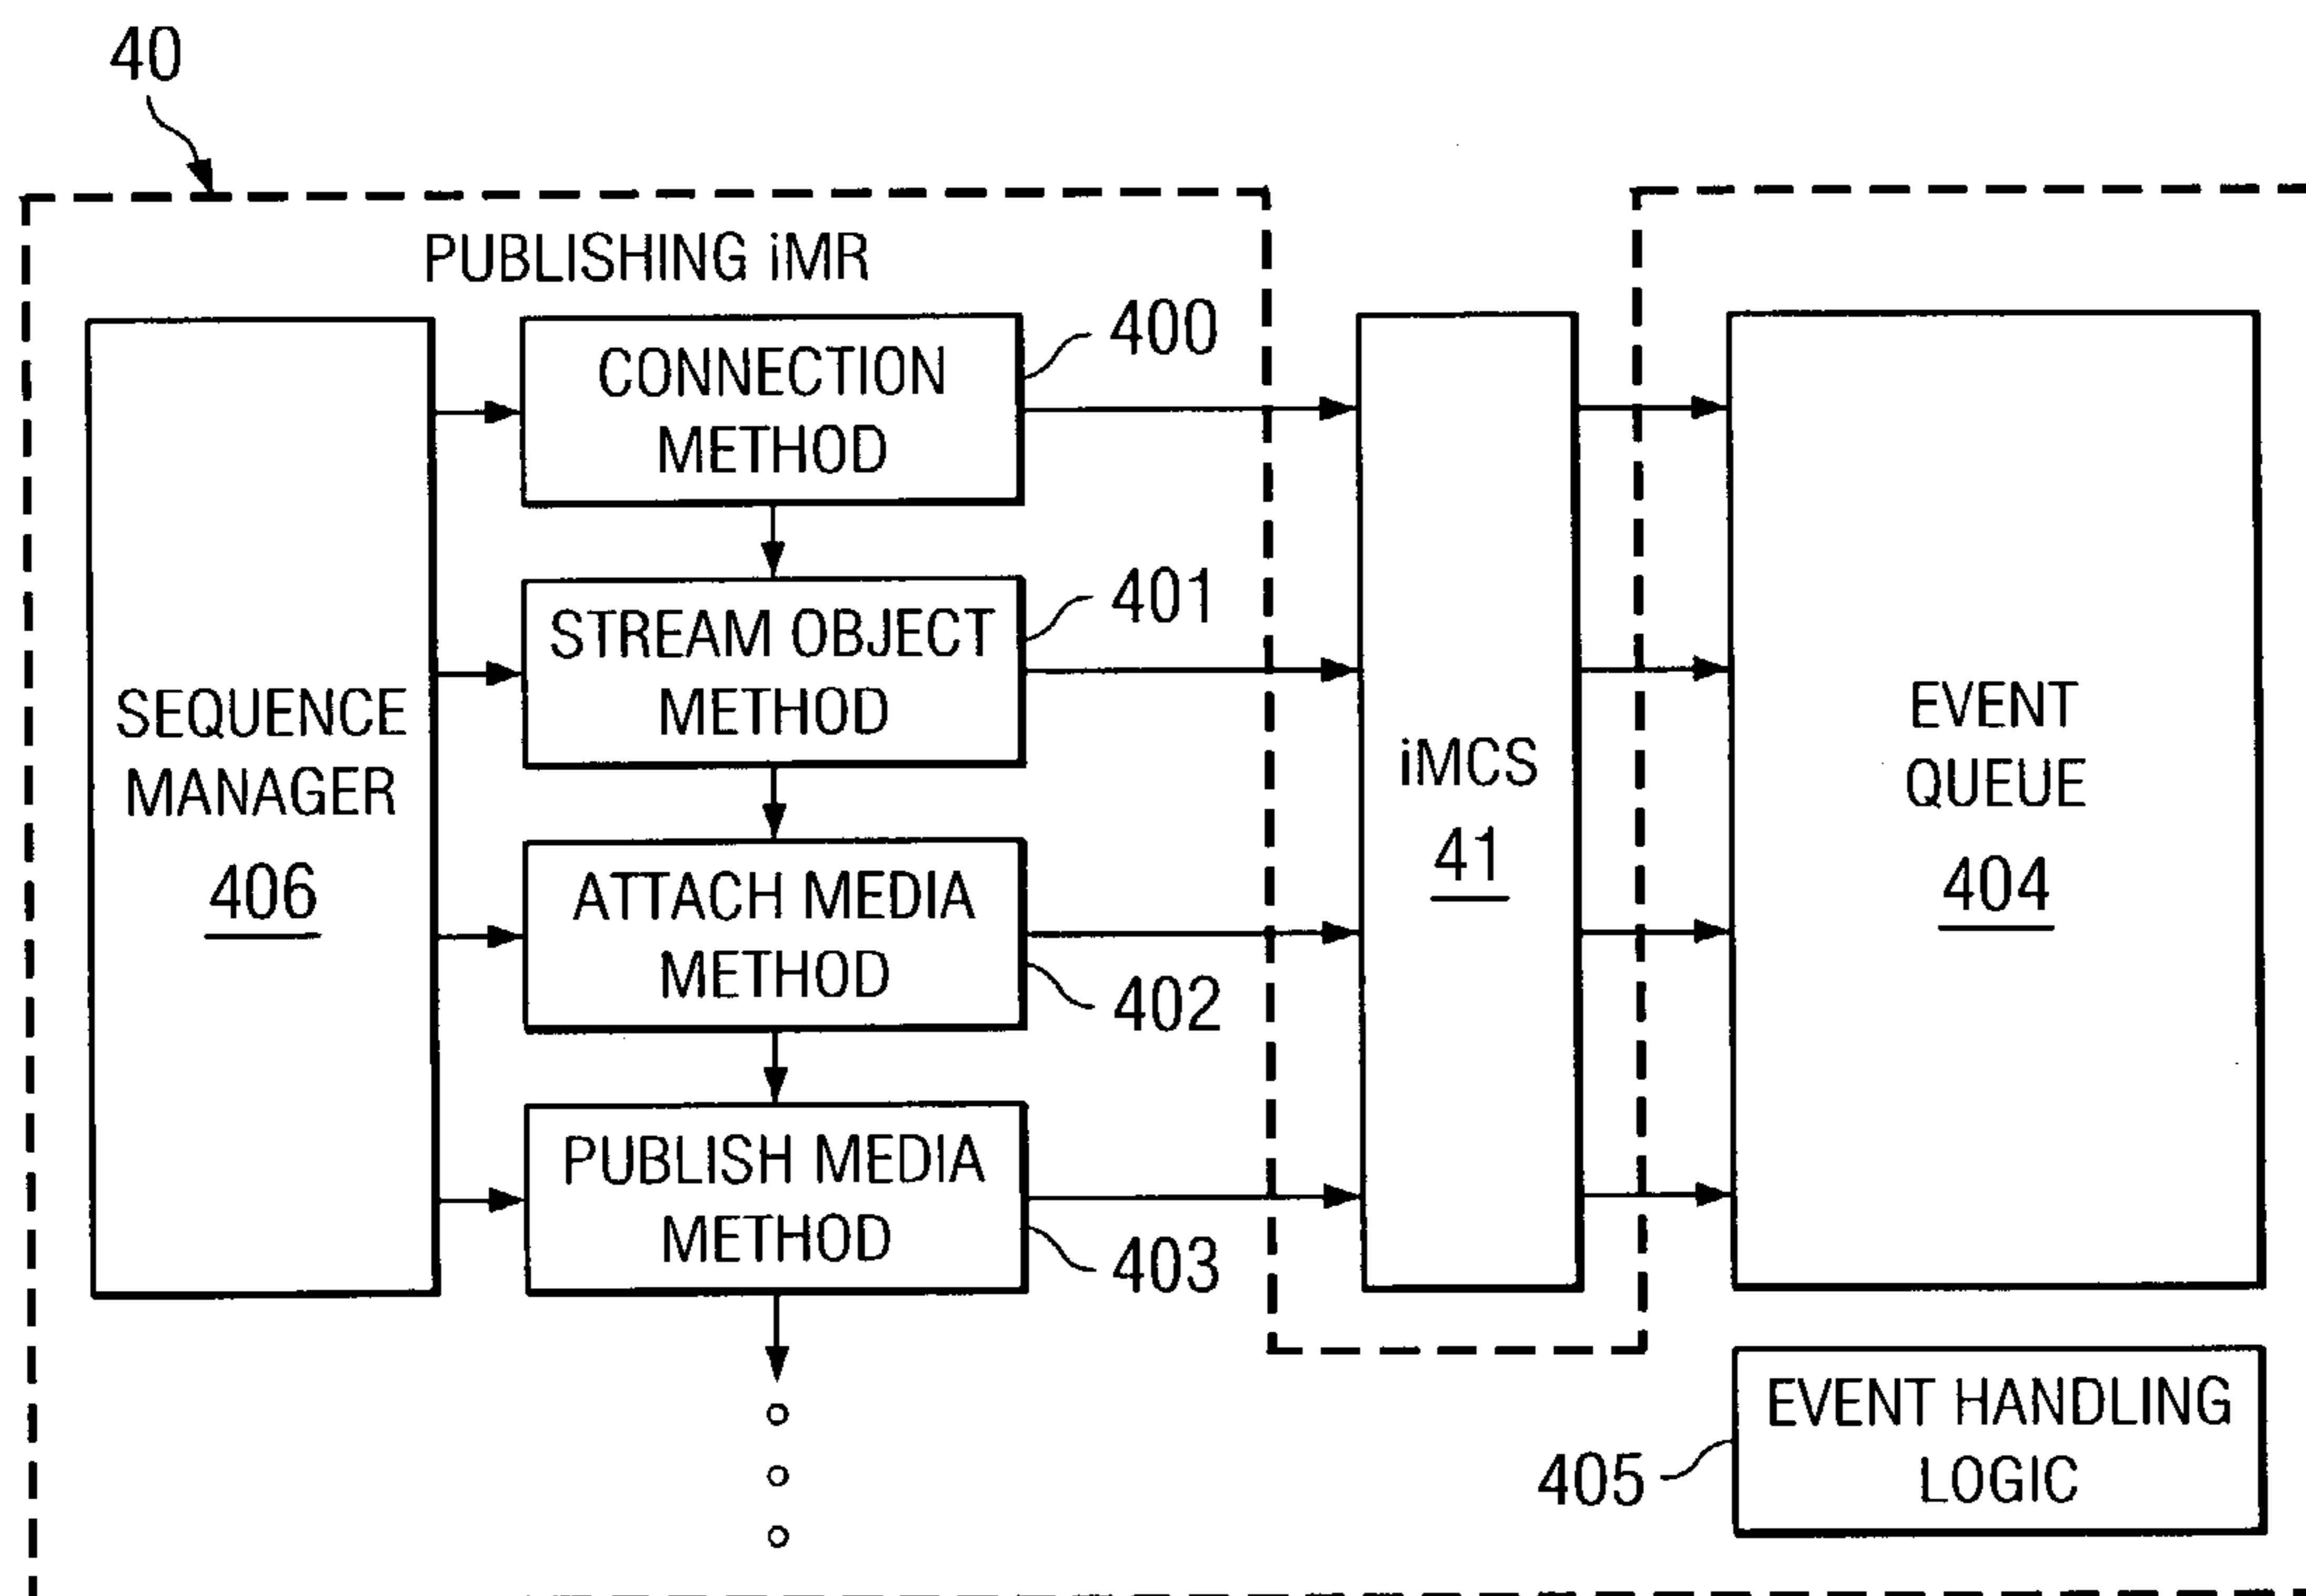 40
PUBLISHING iMR
SEQUENCE
MANAGER
406
CONNECTION
METHOD
400
STREAM OBJECT
METHOD
401
ATTACH MEDIA
METHOD
402
PUBLISH MEDIA
METHOD
403
iMCS
41
EVENT
QUEUE
404
EVENT HANDLING
LOGIC
405